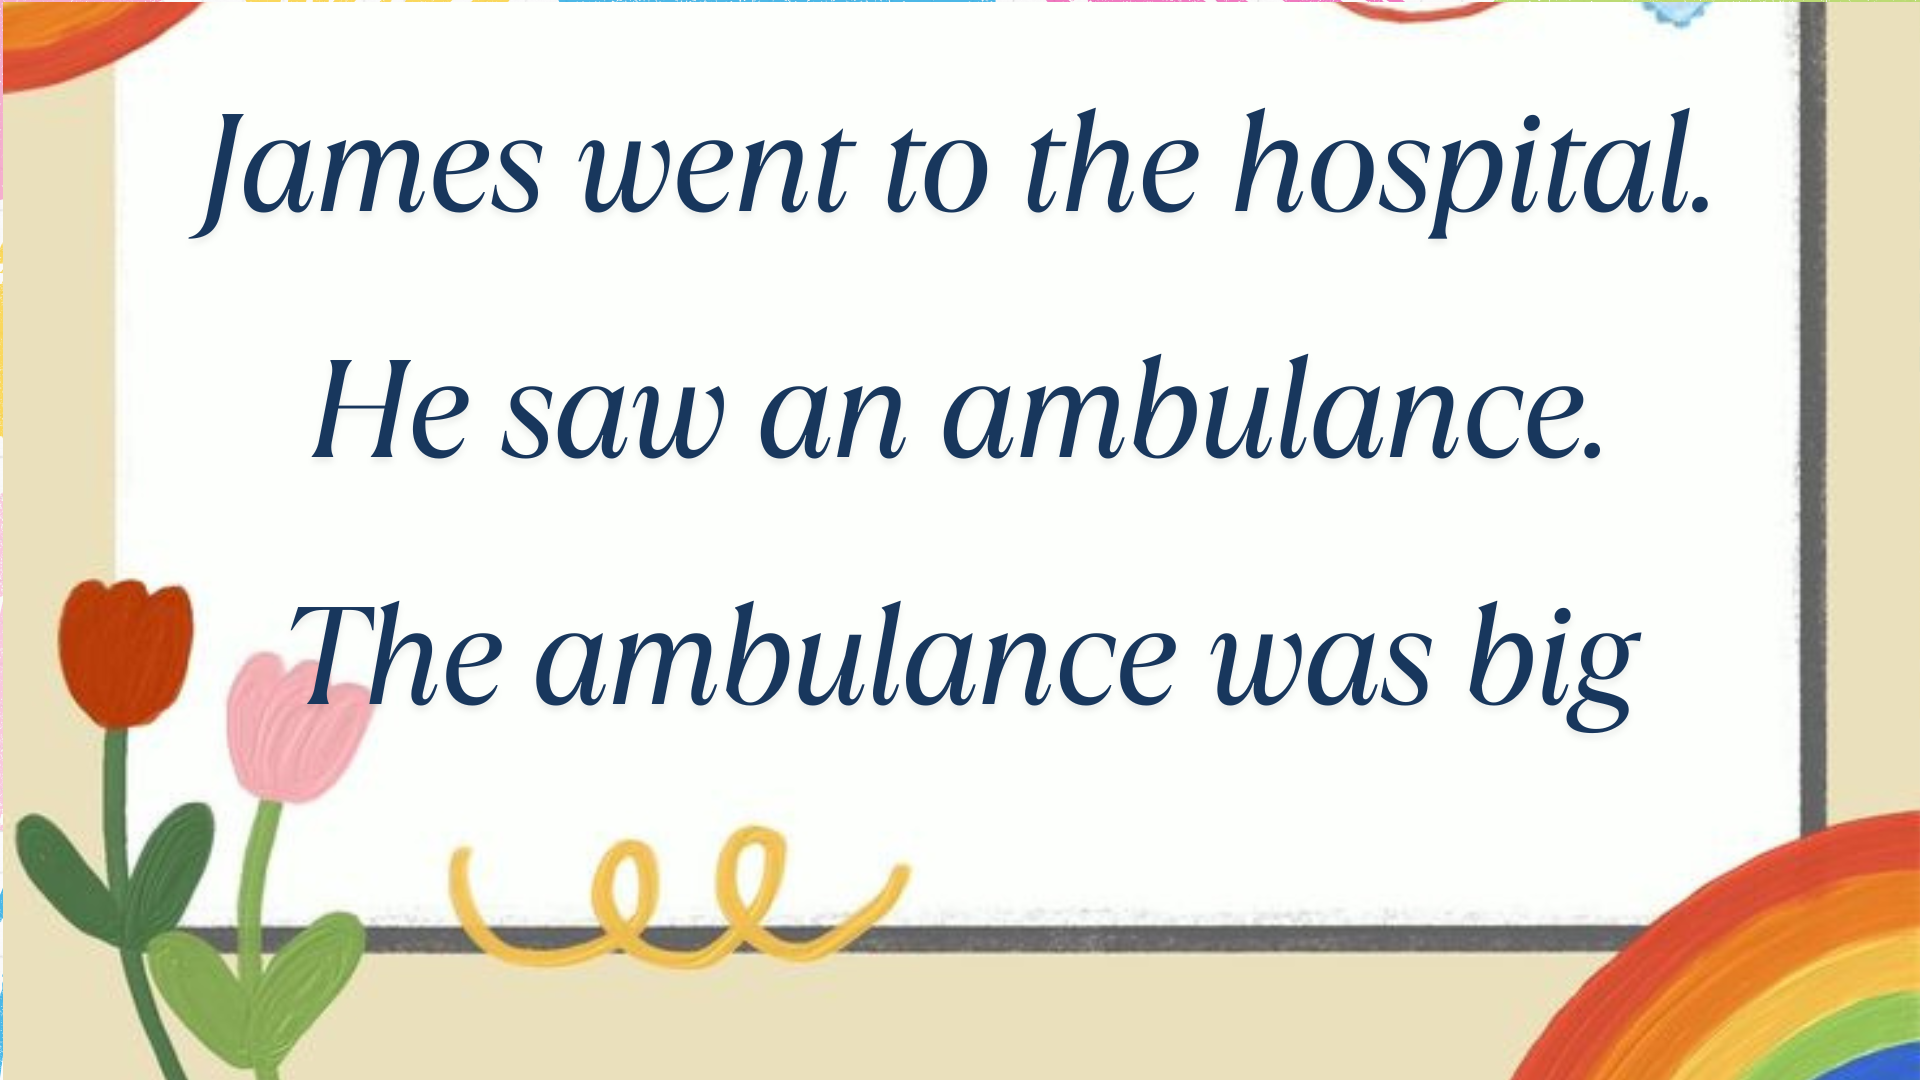 James went to the hospital.
He saw an ambulance.
The ambulance was big